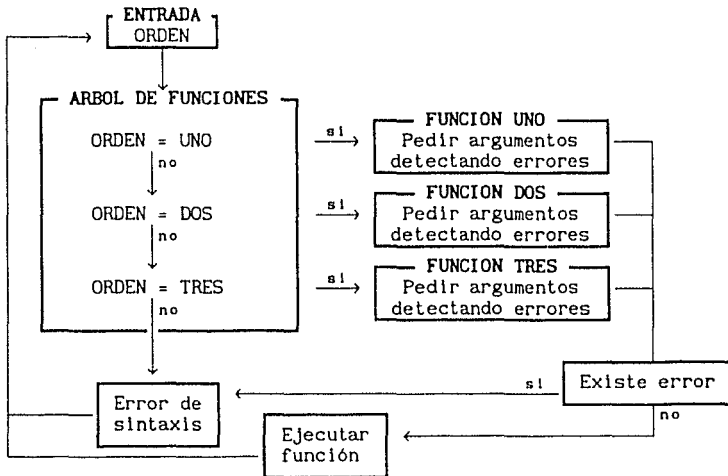 ENTRADA
ORDEN
ARBOL DE FUNCIONES
ORDEN = UNO
si
no
FUNCION UNO
Pedir argumentos
detectando errores
ORDEN = DOS
si
no
FUNCION DOS
Pedir argumentos
detectando errores
ORDEN = TRES
si
no
FUNCION TRES
Pedir argumentos
detectando errores
Existe error
si
no
Error de
sintaxis
Ejecutar
función